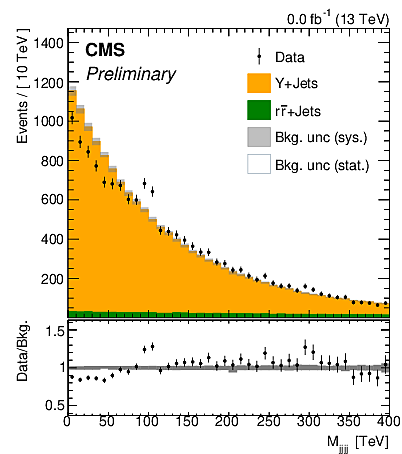 0.0 fb⁻¹ (13 TeV)
CMS
Preliminary
Events / [ 10 TeV ]
1400
1200
1000
800
600
400
200
Data
Y+Jets
rr̅+Jets
Bkg. unc (sys.)
Bkg. unc (stat.)
Data/Bkg.
1.5
1
0.5
0 50 100 150 200 250 300 350 400
M_jjjj [TeV]